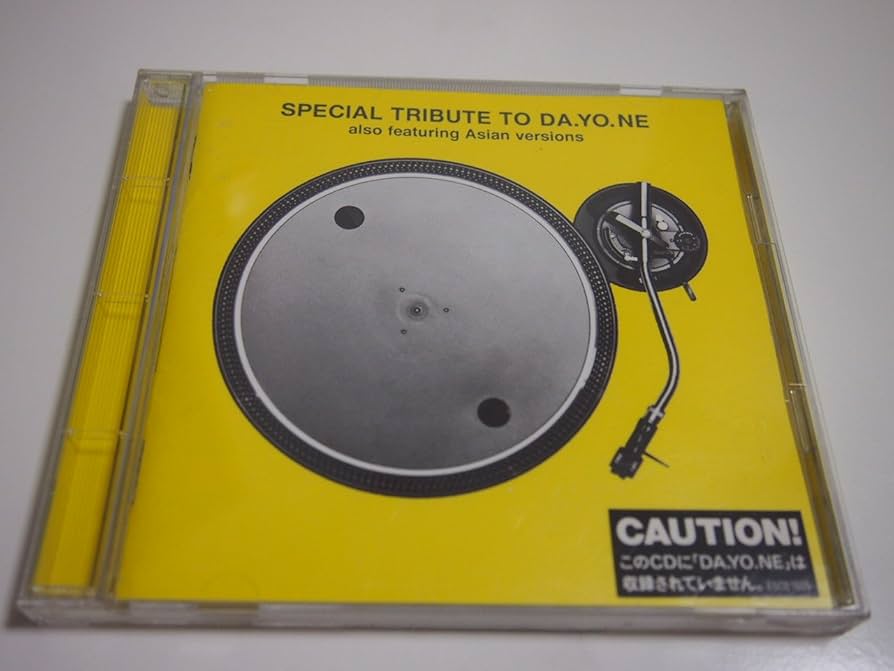 SPECIAL TRIBUTE TO DA.YO.NE
also featuring Asian versions
CAUTION!
このCDに「DA.YO.NE」は
収録されていません。